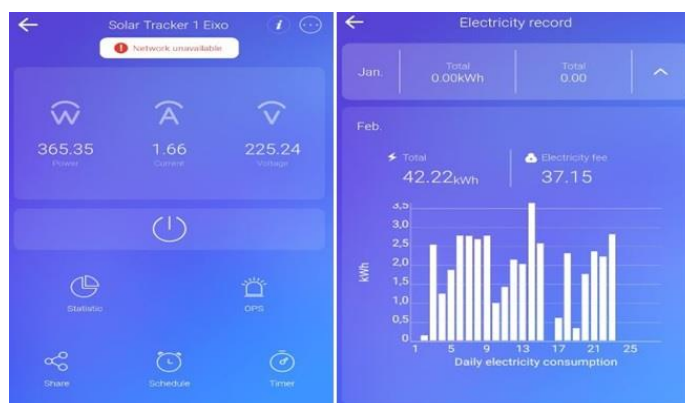 Solar Tracker 1 Eixo
Network unavailable
W A V
365.35 1.66 225.24
Power Current Voltage
Statistic OPS
Share Schedule Timer
Electricity record
Jan. Total Total
0.00kWh 0.00
Feb.
Total Electricity fee
42.22kWh 37.15
3,5
3,0
2,5
2,0
1,5
1,0
0,5
0
kWh
1 5 9 13 17 21 25
Daily electricity consumption